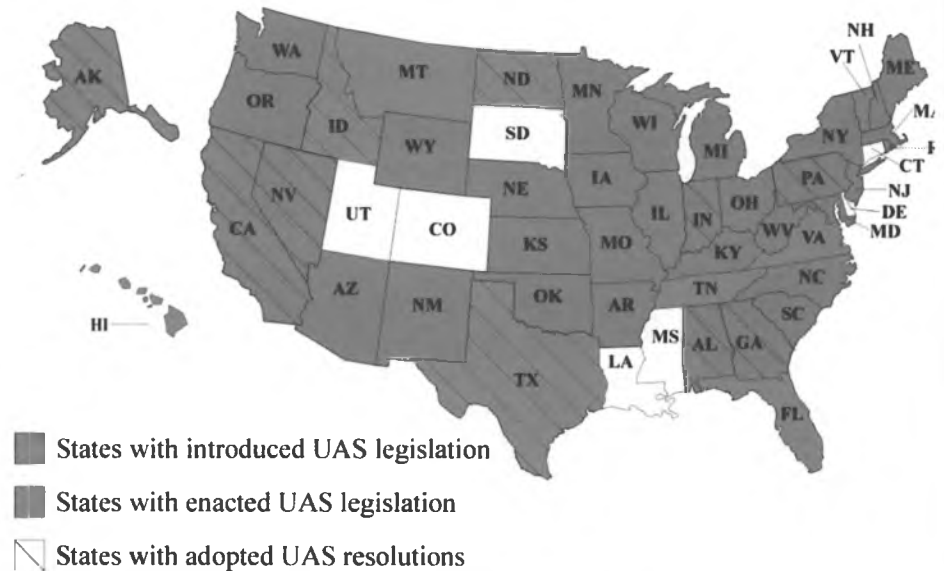 NH
VT
ME
WA
MT
ND
MN
AK
OR
ID
SD
WI
NY
MA
WY
MI
CT
PA
NJ
IA
NE
NV
UT
CO
IL
IN
OH
DE
MD
CA
WV
VA
KS
MO
KY
NC
TN
AZ
NM
OK
AR
SC
HI
MS
AL
GA
LA
TX
FL
States with introduced UAS legislation
States with enacted UAS legislation
States with adopted UAS resolutions